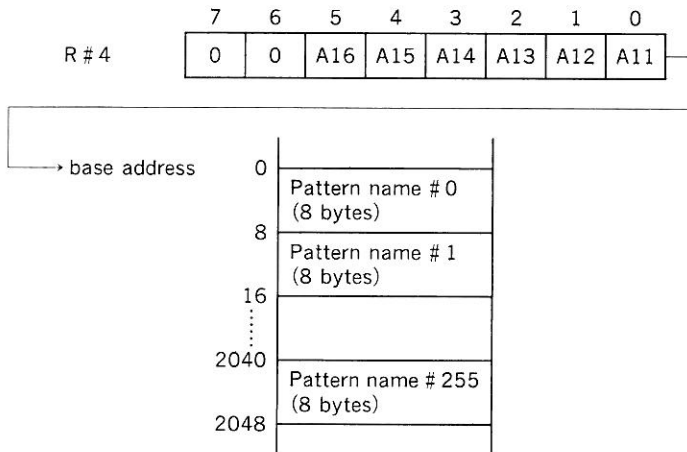 7 6 5 4 3 2 1 0
R#4 0 0 A16 A15 A14 A13 A12 A11
base address
0
Pattern name #0
(8 bytes)
8
Pattern name #1
(8 bytes)
16
2040
Pattern name #255
(8 bytes)
2048